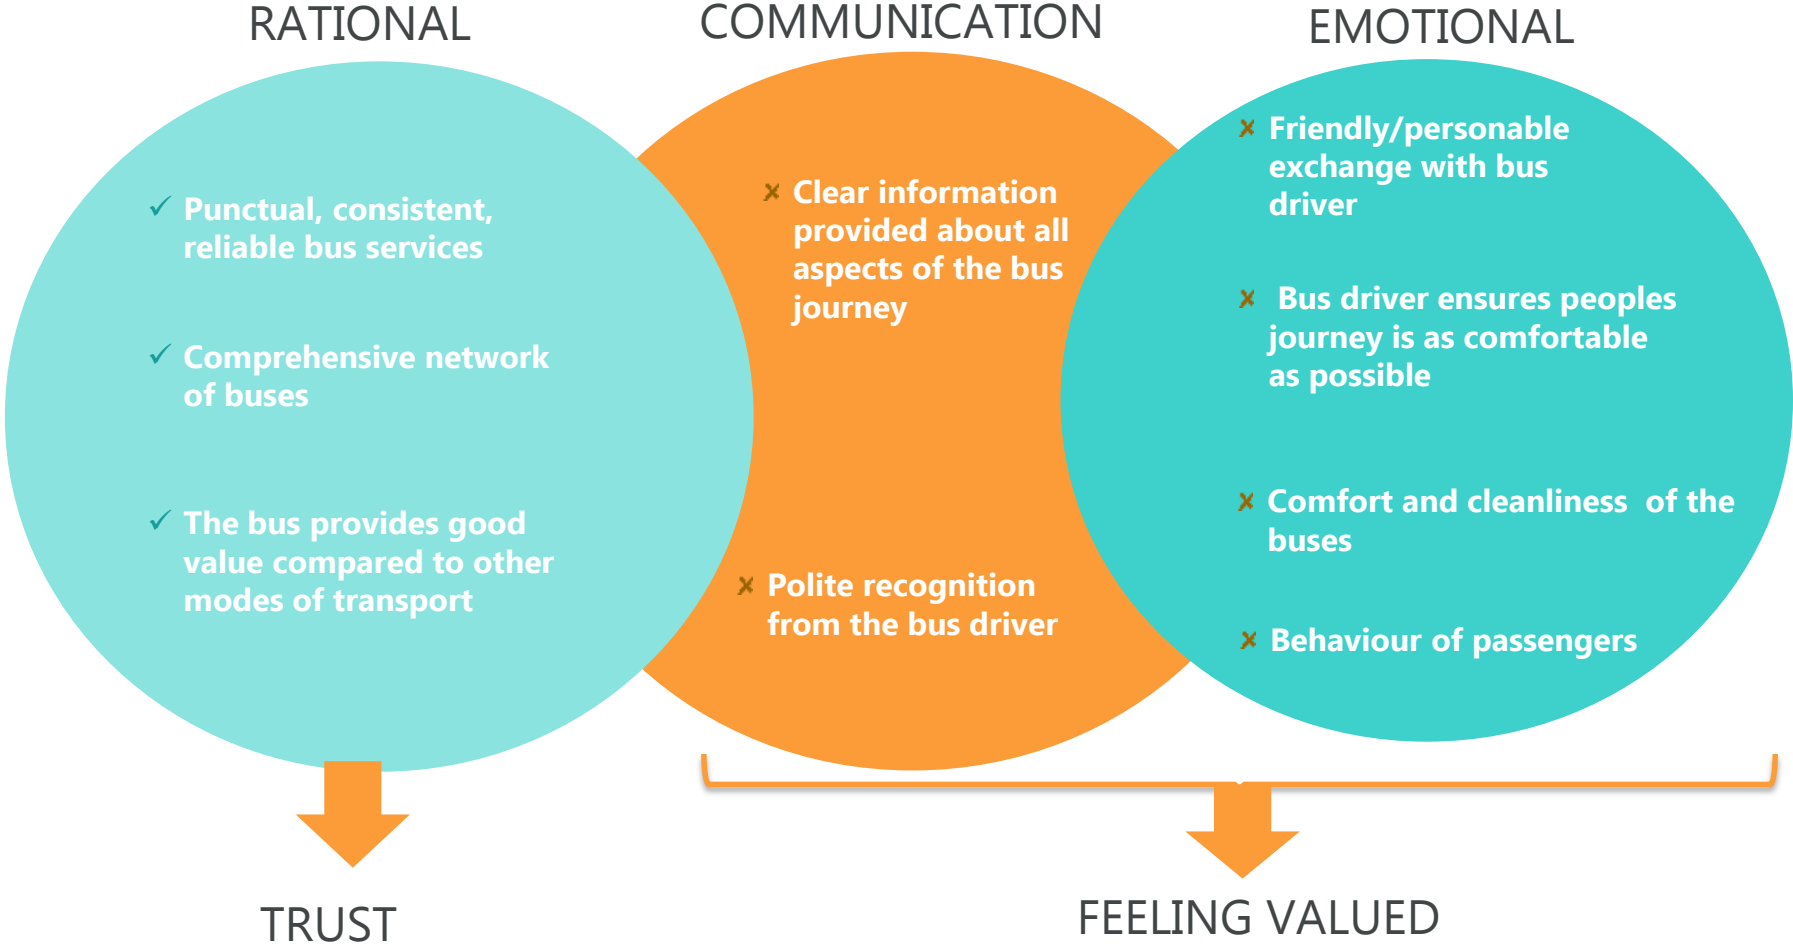 RATIONAL
COMMUNICATION
EMOTIONAL
✓ Punctual, consistent,
reliable bus services
✓ Comprehensive network
of buses
✓ The bus provides good
value compared to other
modes of transport
✘ Clear information
provided about all
aspects of the bus
journey
✘ Polite recognition
from the bus driver
✘ Friendly/personable
exchange with bus
driver
✘ Bus driver ensures peoples
journey is as comfortable
as possible
✘ Comfort and cleanliness of the
buses
✘ Behaviour of passengers
TRUST
FEELING VALUED